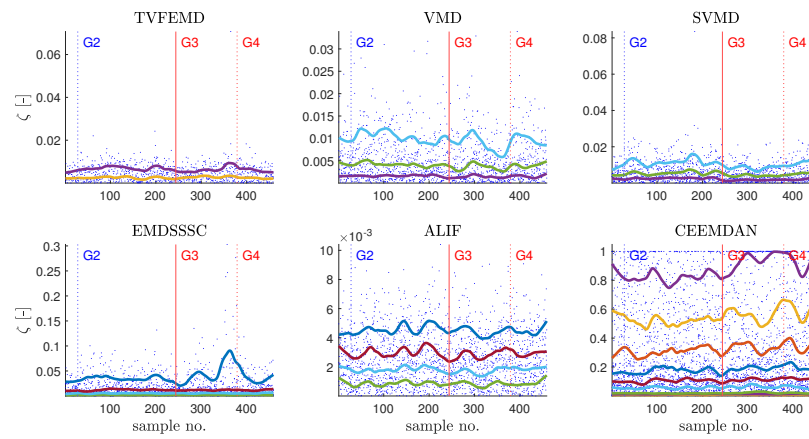 TVFEMD
VMD
SVMD
G2 G3 G4
G2 G3 G4
G2 G3 G4
ζ [-]
0.06
0.04
0.02
100 200 300 400
0.03
0.025
0.02
0.015
0.01
0.005
100 200 300 400
0.08
0.06
0.04
0.02
100 200 300 400
EMDSSSC
ALIF
CEEMDAN
G2 G3 G4
×10⁻³
G2 G3 G4
G2 G3 G4
ζ [-]
0.3
0.25
0.2
0.15
0.1
0.05
100 200 300 400
sample no.
10
8
6
4
2
100 200 300 400
sample no.
1
0.8
0.6
0.4
0.2
100 200 300 400
sample no.